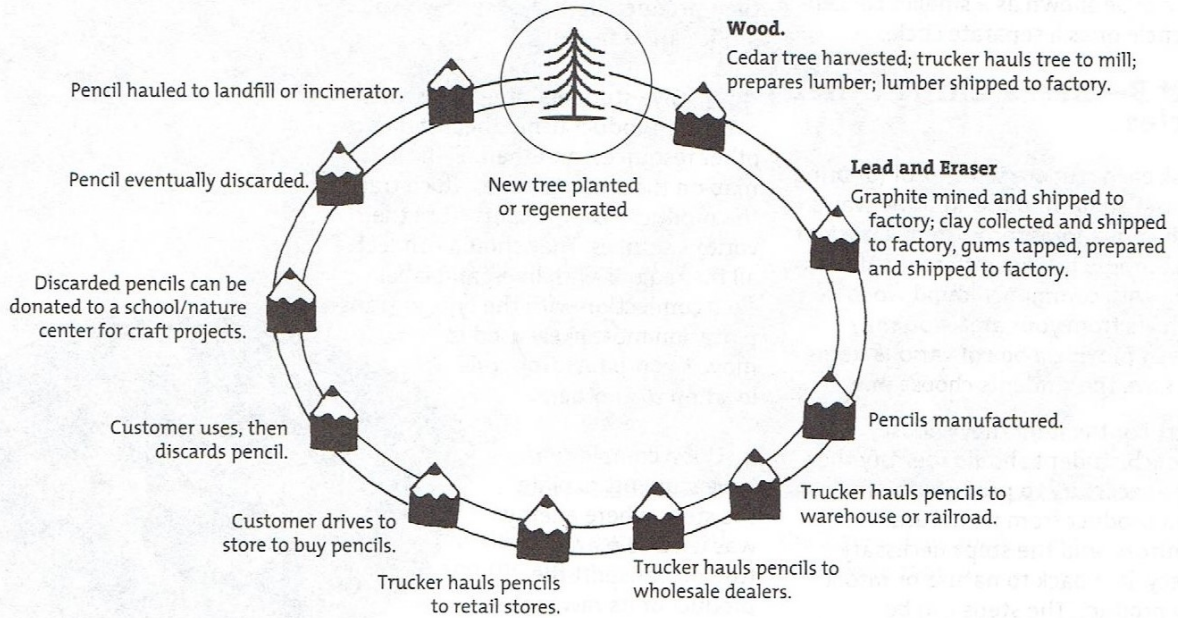 Wood.
Cedar tree harvested; trucker hauls tree to mill;
prepares lumber; lumber shipped to factory.
Lead and Eraser
Graphite mined and shipped to
factory; clay collected and shipped
to factory, gums tapped, prepared
and shipped to factory.
Pencils manufactured.
Trucker hauls pencils to
warehouse or railroad.
Trucker hauls pencils to
wholesale dealers.
Trucker hauls pencils
to retail stores.
Customer drives to
store to buy pencils.
Customer uses, then
discards pencil.
Discarded pencils can be
donated to a school/nature
center for craft projects.
Pencil eventually discarded.
Pencil hauled to landfill or incinerator.
New tree planted
or regenerated